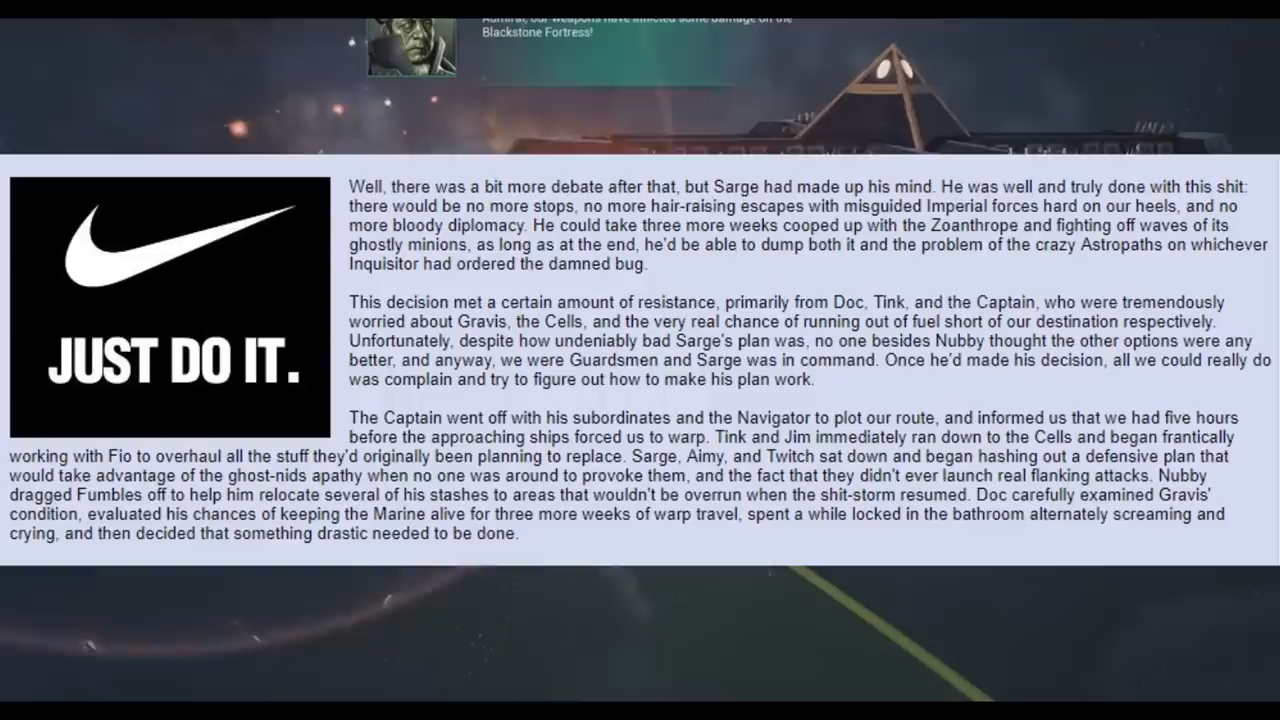 Admiral, our weapons have inflicted some damage on the
Blackstone Fortress!
JUST DO IT.
Well, there was a bit more debate after that, but Sarge had made up his mind. He was well and truly done with this shit:
there would be no more stops, no more hair-raising escapes with misguided Imperial forces hard on our heels, and no
more bloody diplomacy. He could take three more weeks cooped up with the Zoanthrope and fighting off waves of its
ghostly minions, as long as at the end, he'd be able to dump both it and the problem of the crazy Astropaths on whichever
Inquisitor had ordered the damned bug.
This decision met a certain amount of resistance, primarily from Doc, Tink, and the Captain, who were tremendously
worried about Gravis, the Cells, and the very real chance of running out of fuel short of our destination respectively.
Unfortunately, despite how undeniably bad Sarge's plan was, no one besides Nubby thought the other options were any
better, and anyway, we were Guardsmen and Sarge was in command. Once he'd made his decision, all we could really do
was complain and try to figure out how to make his plan work.
The Captain went off with his subordinates and the Navigator to plot our route, and informed us that we had five hours
before the approaching ships forced us to warp. Tink and Jim immediately ran down to the Cells and began frantically
working with Fio to overhaul all the stuff they'd originally been planning to replace. Sarge, Aimy, and Twitch sat down and began hashing out a defensive plan that
would take advantage of the ghost-nids apathy when no one was around to provoke them, and the fact that they didn't ever launch real flanking attacks. Nubby
dragged Fumbles off to help him relocate several of his stashes to areas that wouldn't be overrun when the shit-storm resumed. Doc carefully examined Gravis'
condition, evaluated his chances of keeping the Marine alive for three more weeks of warp travel, spent a while locked in the bathroom alternately screaming and
crying, and then decided that something drastic needed to be done.